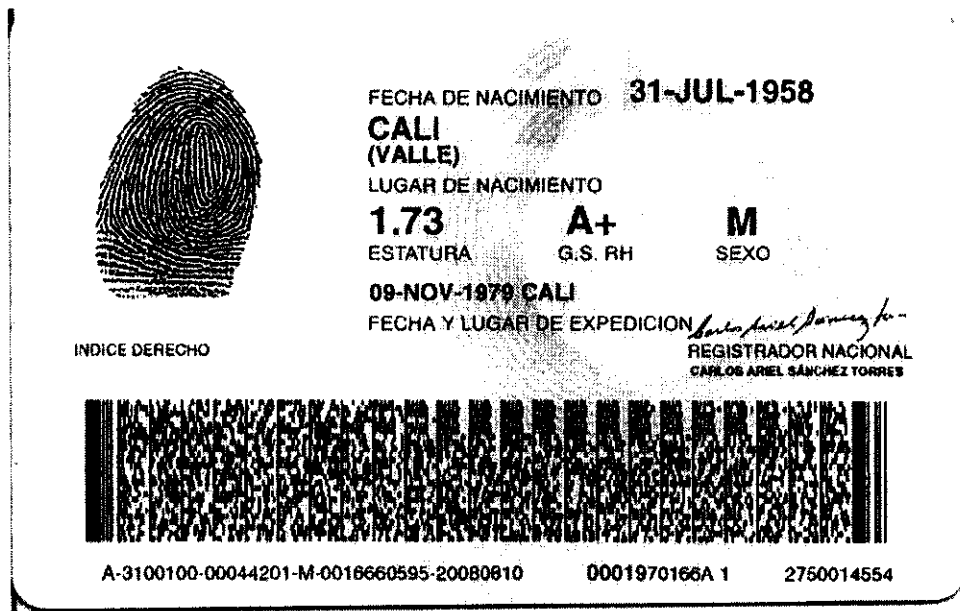 FECHA DE NACIMIENTO 31-JUL-1958
CALI
(VALLE)
LUGAR DE NACIMIENTO
1.73 A+ M
ESTATURA G.S. RH SEXO
09-NOV-1979 CALI
FECHA Y LUGAR DE EXPEDICION
INDICE DERECHO
REGISTRADOR NACIONAL
CARLOS ARIEL SÁNCHEZ TORRES
A-3100100-00044201-M-0016660595-20080810 0001970166A 1 2750014554